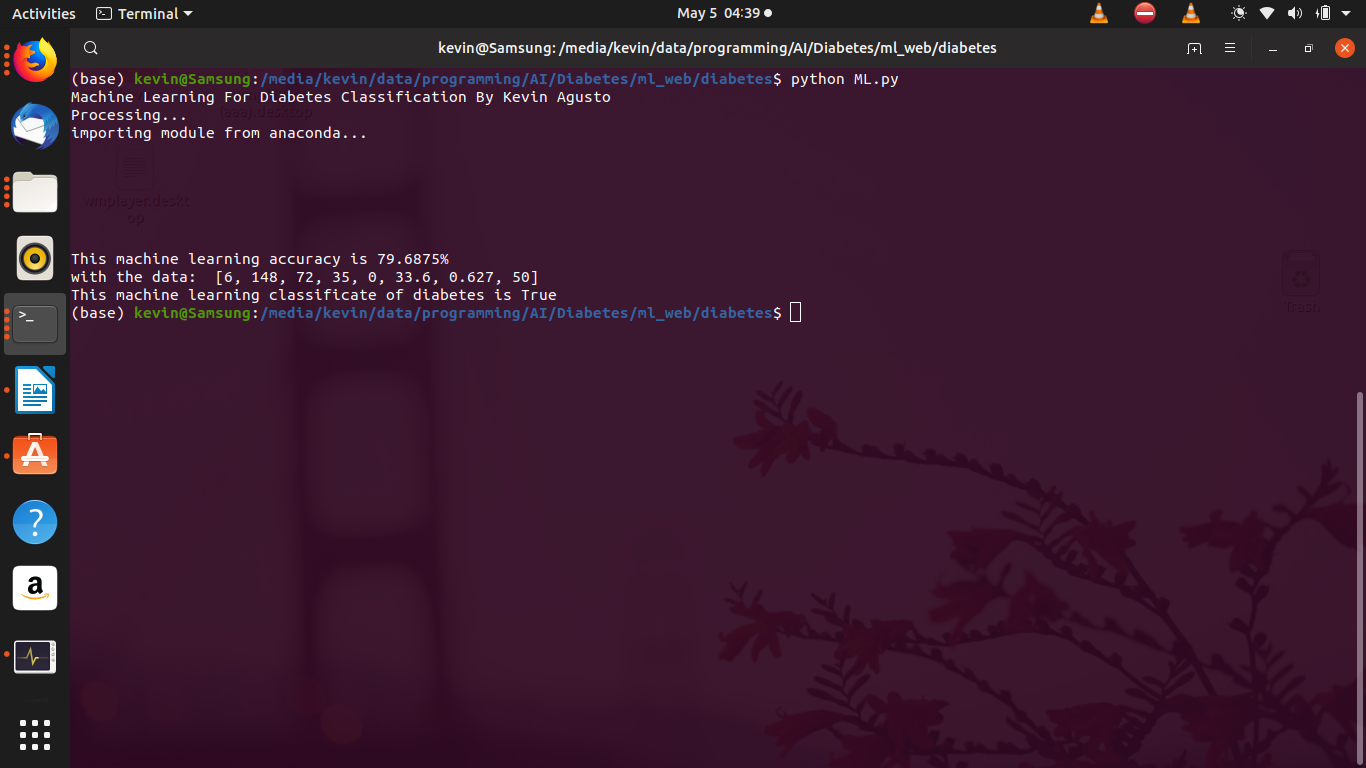 Activities
Terminal
May 5 04:39
kevin@Samsung: /media/kevin/data/programming/AI/Diabetes/ml_web/diabetes
(base) kevin@Samsung:/media/kevin/data/programming/AI/Diabetes/ml_web/diabetes$ python ML.py
Machine Learning For Diabetes Classification By Kevin Agusto
Processing...
importing module from anaconda...
wmplayer.deskt
op
This machine learning accuracy is 79.6875%
with the data:  [6, 148, 72, 35, 0, 33.6, 0.627, 50]
This machine learning classificate of diabetes is True
(base) kevin@Samsung:/media/kevin/data/programming/AI/Diabetes/ml_web/diabetes$
Trash
>_
?
a